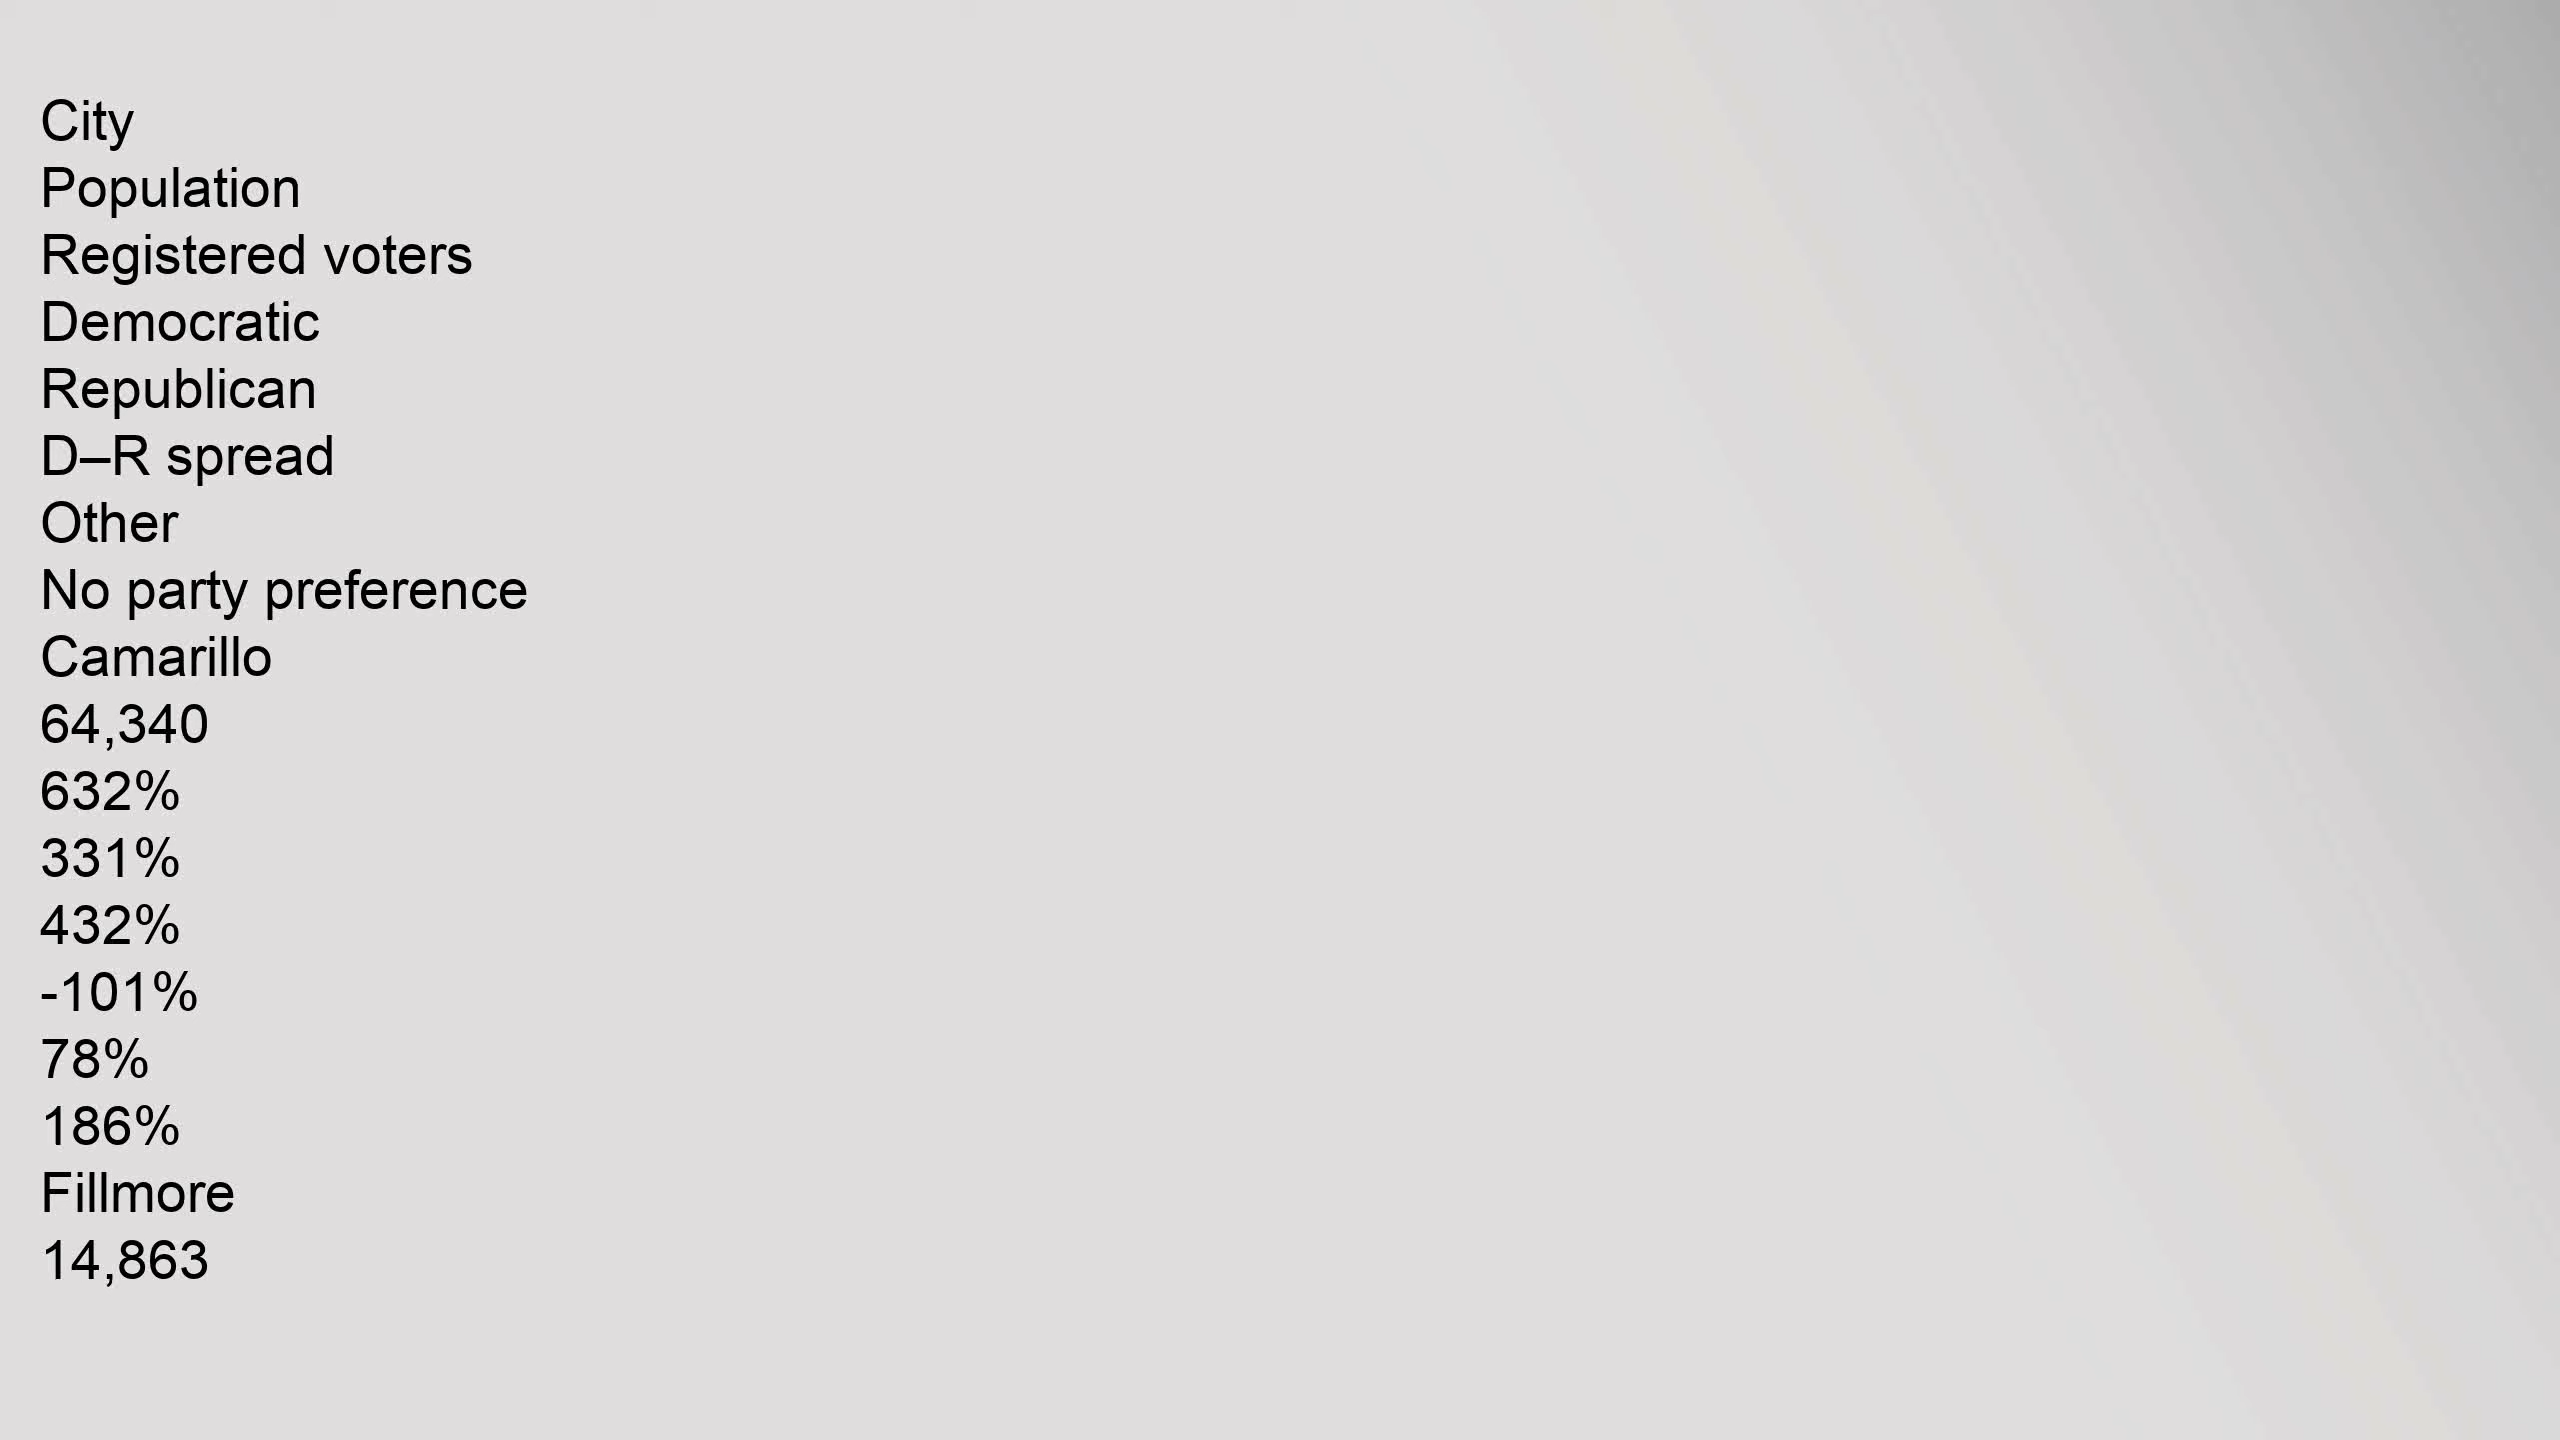 City
Population
Registered voters
Democratic
Republican
D–R spread
Other
No party preference
Camarillo
64,340
632%
331%
432%
-101%
78%
186%
Fillmore
14,863